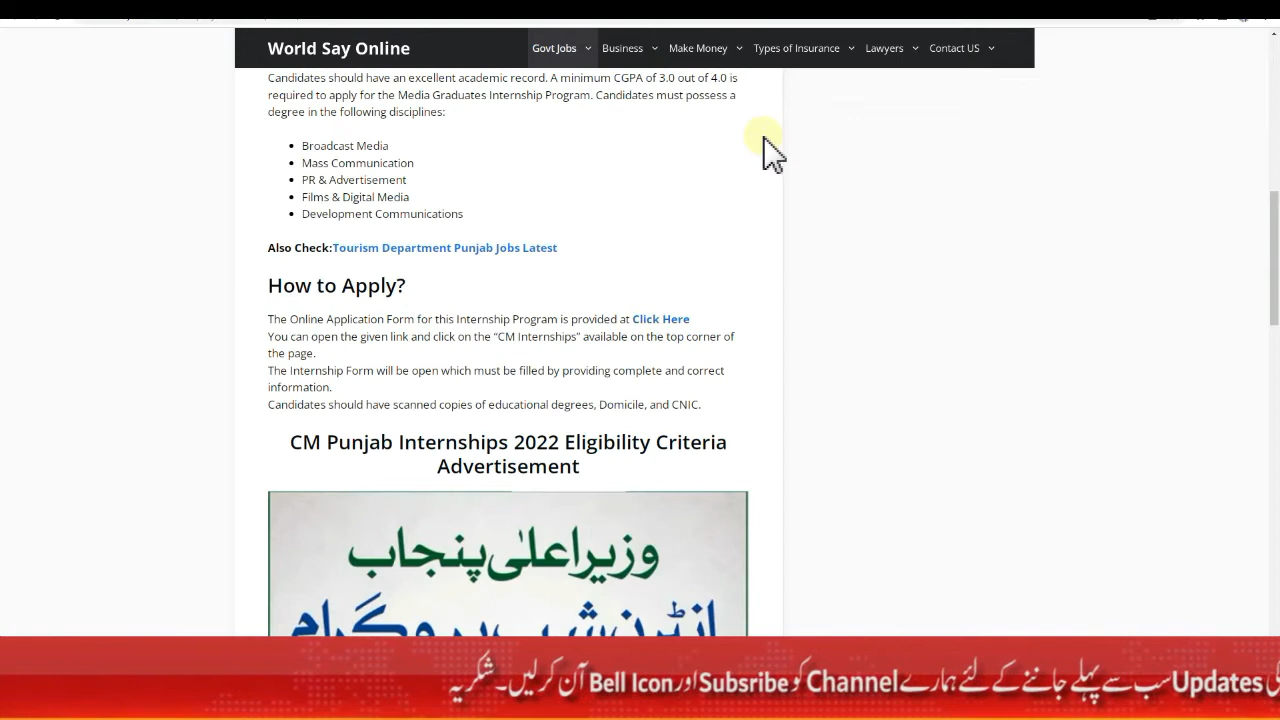 World Say Online
Govt Jobs Business Make Money Types of Insurance Lawyers Contact US
Candidates should have an excellent academic record. A minimum CGPA of 3.0 out of 4.0 is
required to apply for the Media Graduates Internship Program. Candidates must possess a
degree in the following disciplines:
Broadcast Media
Mass Communication
PR & Advertisement
Films & Digital Media
Development Communications
Also Check:Tourism Department Punjab Jobs Latest
How to Apply?
The Online Application Form for this Internship Program is provided at Click Here
You can open the given link and click on the “CM Internships” available on the top corner of
the page.
The Internship Form will be open which must be filled by providing complete and correct
information.
Candidates should have scanned copies of educational degrees, Domicile, and CNIC.
CM Punjab Internships 2022 Eligibility Criteria
Advertisement
وزیراعلیٰ پنجاب
انٹرن شپ پروگرام
کی Updates سب سے پہلے جاننے کے لئے ہمارے Channel کو Subsribe اور Bell Icon آن کرلیں۔ شکریہ